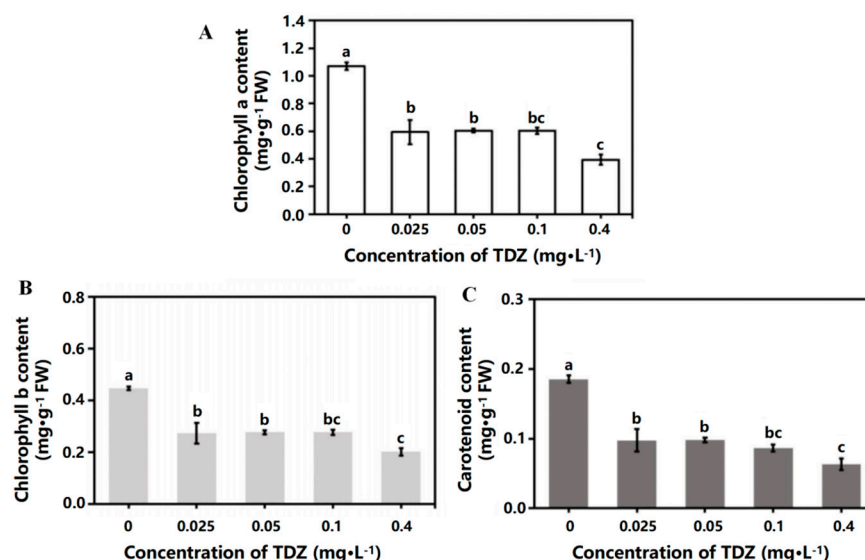 A
Chlorophyll a content
(mg•g⁻¹ FW)
1.4
1.2
1.0
0.8
0.6
0.4
0.2
0.0
a
b
b
bc
c
0 0.025 0.05 0.1 0.4
Concentration of TDZ (mg•L⁻¹)
B
Chlorophyll b content
(mg•g⁻¹ FW)
0.8
0.6
0.4
0.2
0.0
a
b
b
bc
c
0 0.025 0.05 0.1 0.4
Concentration of TDZ (mg•L⁻¹)
C
Carotenoid content
(mg•g⁻¹ FW)
0.3
0.2
0.1
0.0
a
b
b
bc
c
0 0.025 0.05 0.1 0.4
Concentration of TDZ (mg•L⁻¹)